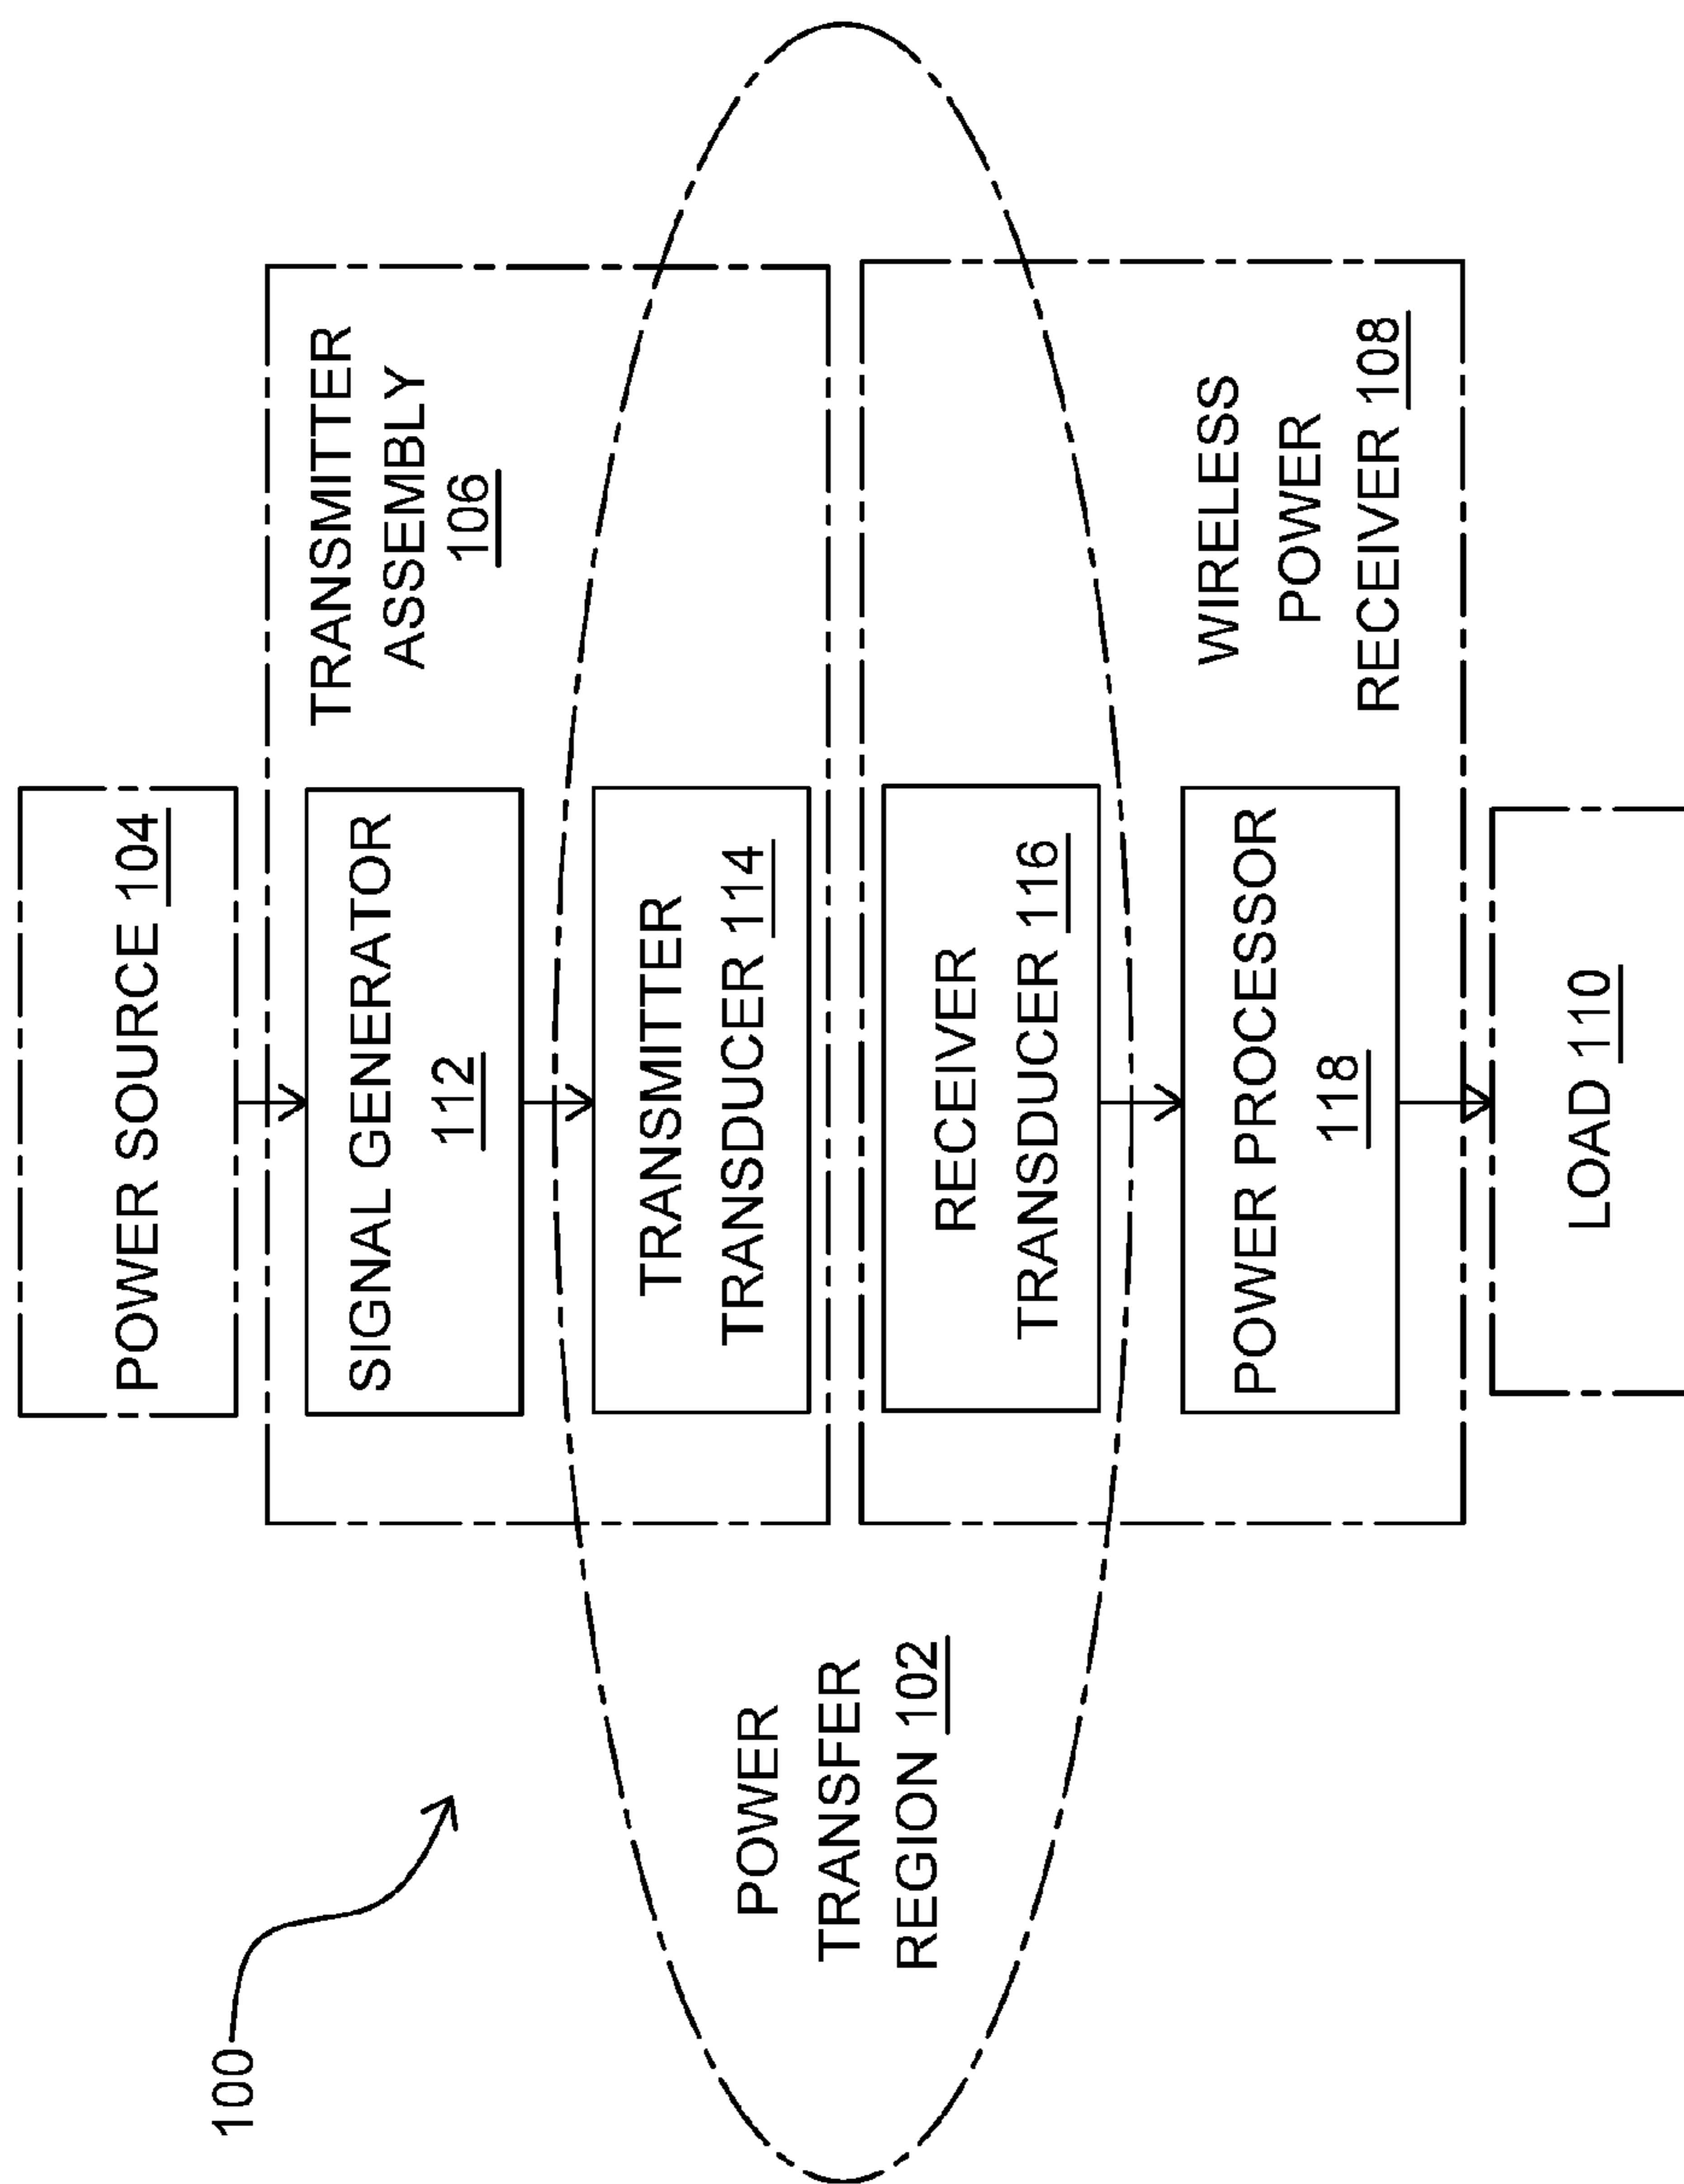 100
POWER SOURCE 104
TRANSMITTER
ASSEMBLY
106
SIGNAL GENERATOR
112
TRANSMITTER
TRANSDUCER 114
POWER
TRANSFER
REGION 102
RECEIVER
TRANSDUCER 116
WIRELESS
POWER
RECEIVER 108
POWER PROCESSOR
118
LOAD 110